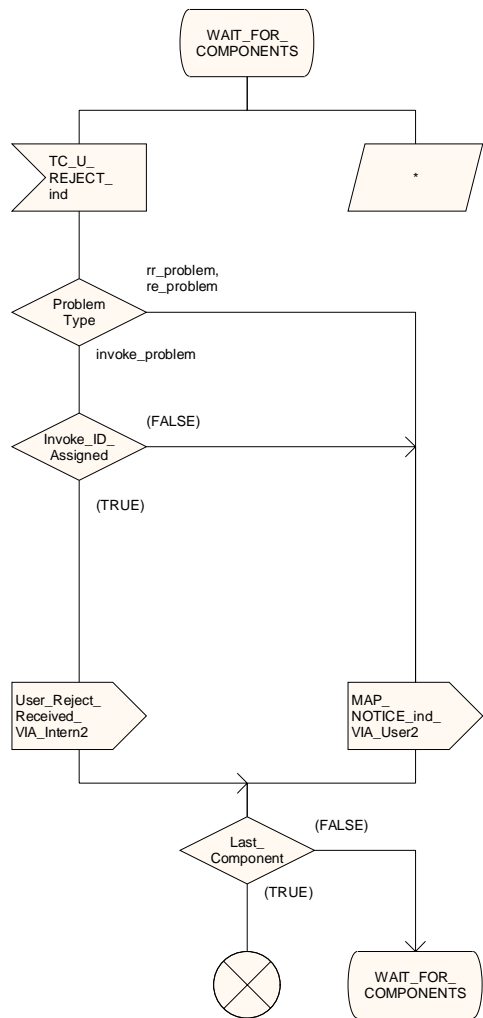 WAIT_FOR_
COMPONENTS
TC_U_
REJECT_
ind
*
rr_problem,
re_problem
Problem
Type
invoke_problem
(FALSE)
Invoke_ID_
Assigned
(TRUE)
User_Reject_
Received_
VIA_Intern2
MAP_
NOTICE_ind_
VIA_User2
(FALSE)
Last_
Component
(TRUE)
WAIT_FOR_
COMPONENTS